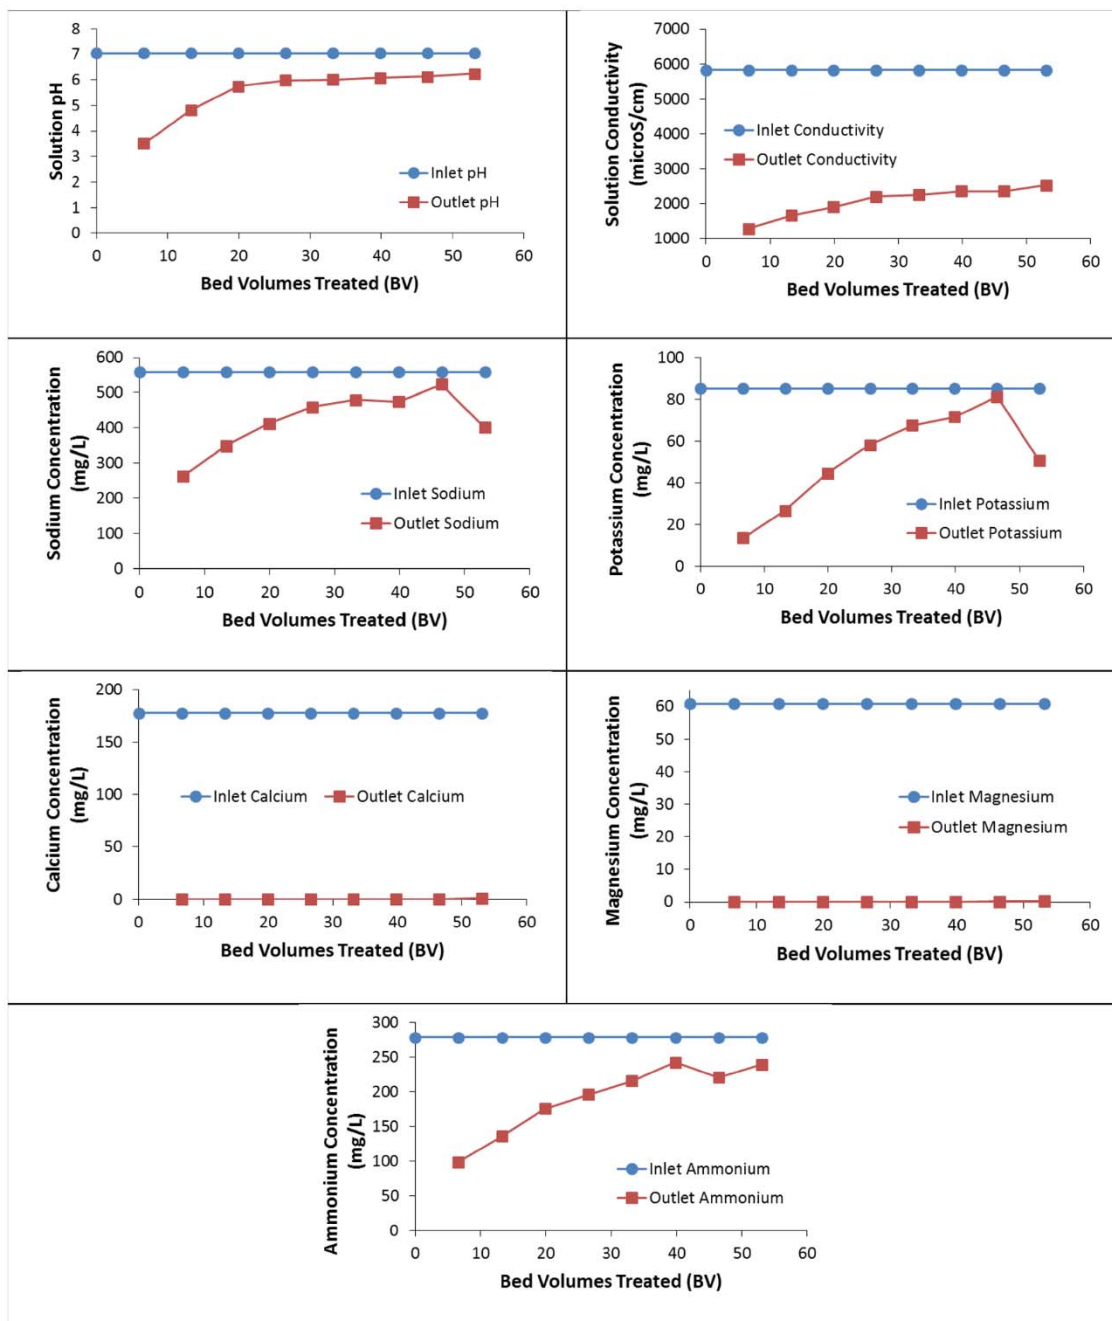 Solution pH
8
7
6
5
4
3
2
1
0
Inlet pH
Outlet pH
0 10 20 30 40 50 60
Bed Volumes Treated (BV)
Solution Conductivity
(microS/cm)
7000
6000
5000
4000
3000
2000
1000
Inlet Conductivity
Outlet Conductivity
0 10 20 30 40 50 60
Bed Volumes Treated (BV)
Sodium Concentration
(mg/L)
600
500
400
300
200
100
0
Inlet Sodium
Outlet Sodium
0 10 20 30 40 50 60
Bed Volumes Treated (BV)
Potassium Concentration
(mg/L)
100
80
60
40
20
0
Inlet Potassium
Outlet Potassium
0 10 20 30 40 50 60
Bed Volumes Treated (BV)
Calcium Concentration
(mg/L)
200
150
100
50
0
Inlet Calcium Outlet Calcium
0 10 20 30 40 50 60
Bed Volumes Treated (BV)
Magnesium Concentration
(mg/L)
60
50
40
30
20
10
0
Inlet Magnesium
Outlet Magnesium
0 10 20 30 40 50 60
Bed Volumes Treated (BV)
Ammonium Concentration
(mg/L)
300
250
200
150
100
50
0
Inlet Ammonium
Outlet Ammonium
0 10 20 30 40 50 60
Bed Volumes Treated (BV)